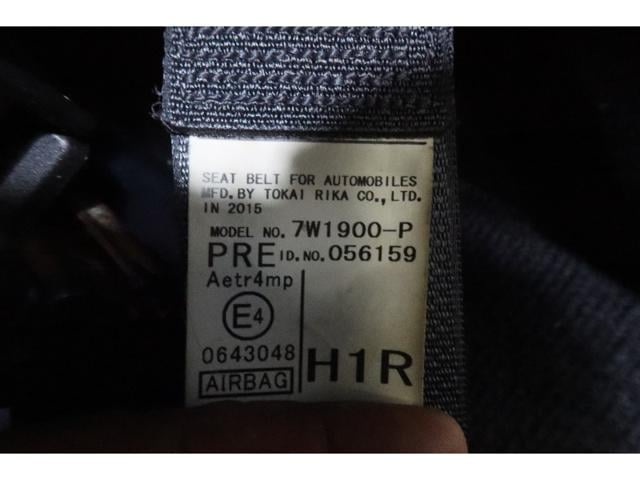 SEAT BELT FOR AUTOMOBILES
MFD. BY TOKAI RIKA CO., LTD.
IN 2015
MODEL NO. 7W1900-P
PRE ID.NO. 056159
Aetr4mp
E4
0643048
AIRBAG
H1R